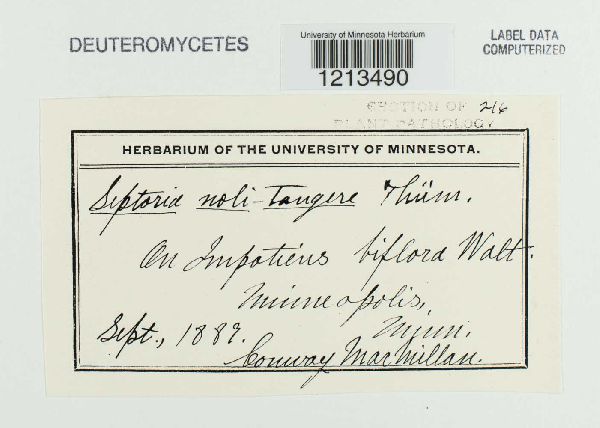 DEUTEROMYCETES
University of Minnesota Herbarium
1213490
LABEL DATA
COMPUTERIZED
SECTION OF 216
PLANT PATHOLOGY
HERBARIUM OF THE UNIVERSITY OF MINNESOTA.
Septoria noli-tangere Thüm.
On Impatiens biflora Walt.
Minneapolis,
Minn.
Sept., 1889.
Conway MacMillan.